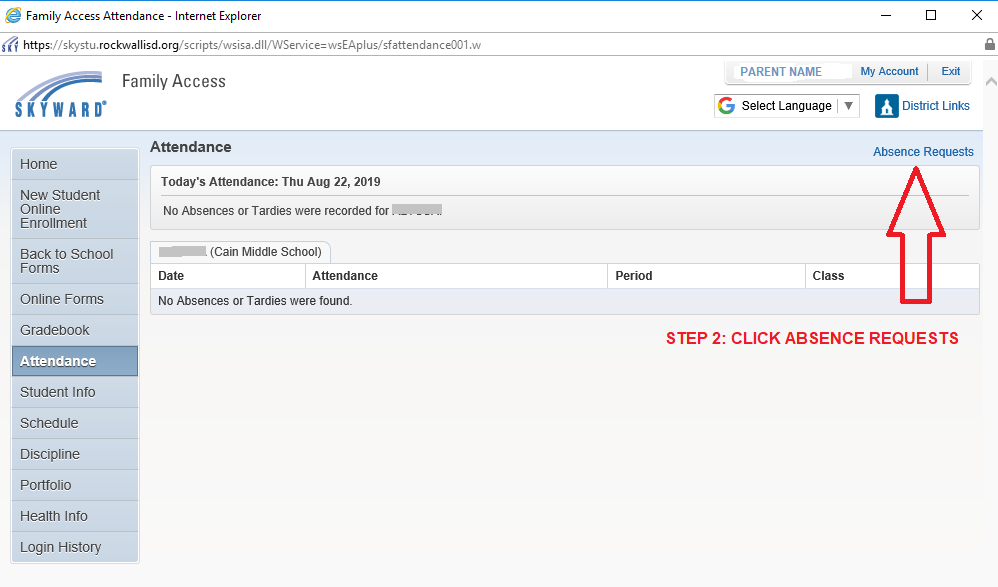 Family Access Attendance - Internet Explorer
https://skystu.rockwallisd.org/scripts/wsisa.dll/WService=wsEAplus/sfattendance001.w
SKYWARD®
Family Access
PARENT NAME My Account Exit
Select Language ▼ District Links
Home
New Student
Online
Enrollment
Back to School
Forms
Online Forms
Gradebook
Attendance
Student Info
Schedule
Discipline
Portfolio
Health Info
Login History
Attendance
Absence Requests
Today's Attendance: Thu Aug 22, 2019
No Absences or Tardies were recorded for
(Cain Middle School)
Date Attendance Period Class
No Absences or Tardies were found.
STEP 2: CLICK ABSENCE REQUESTS